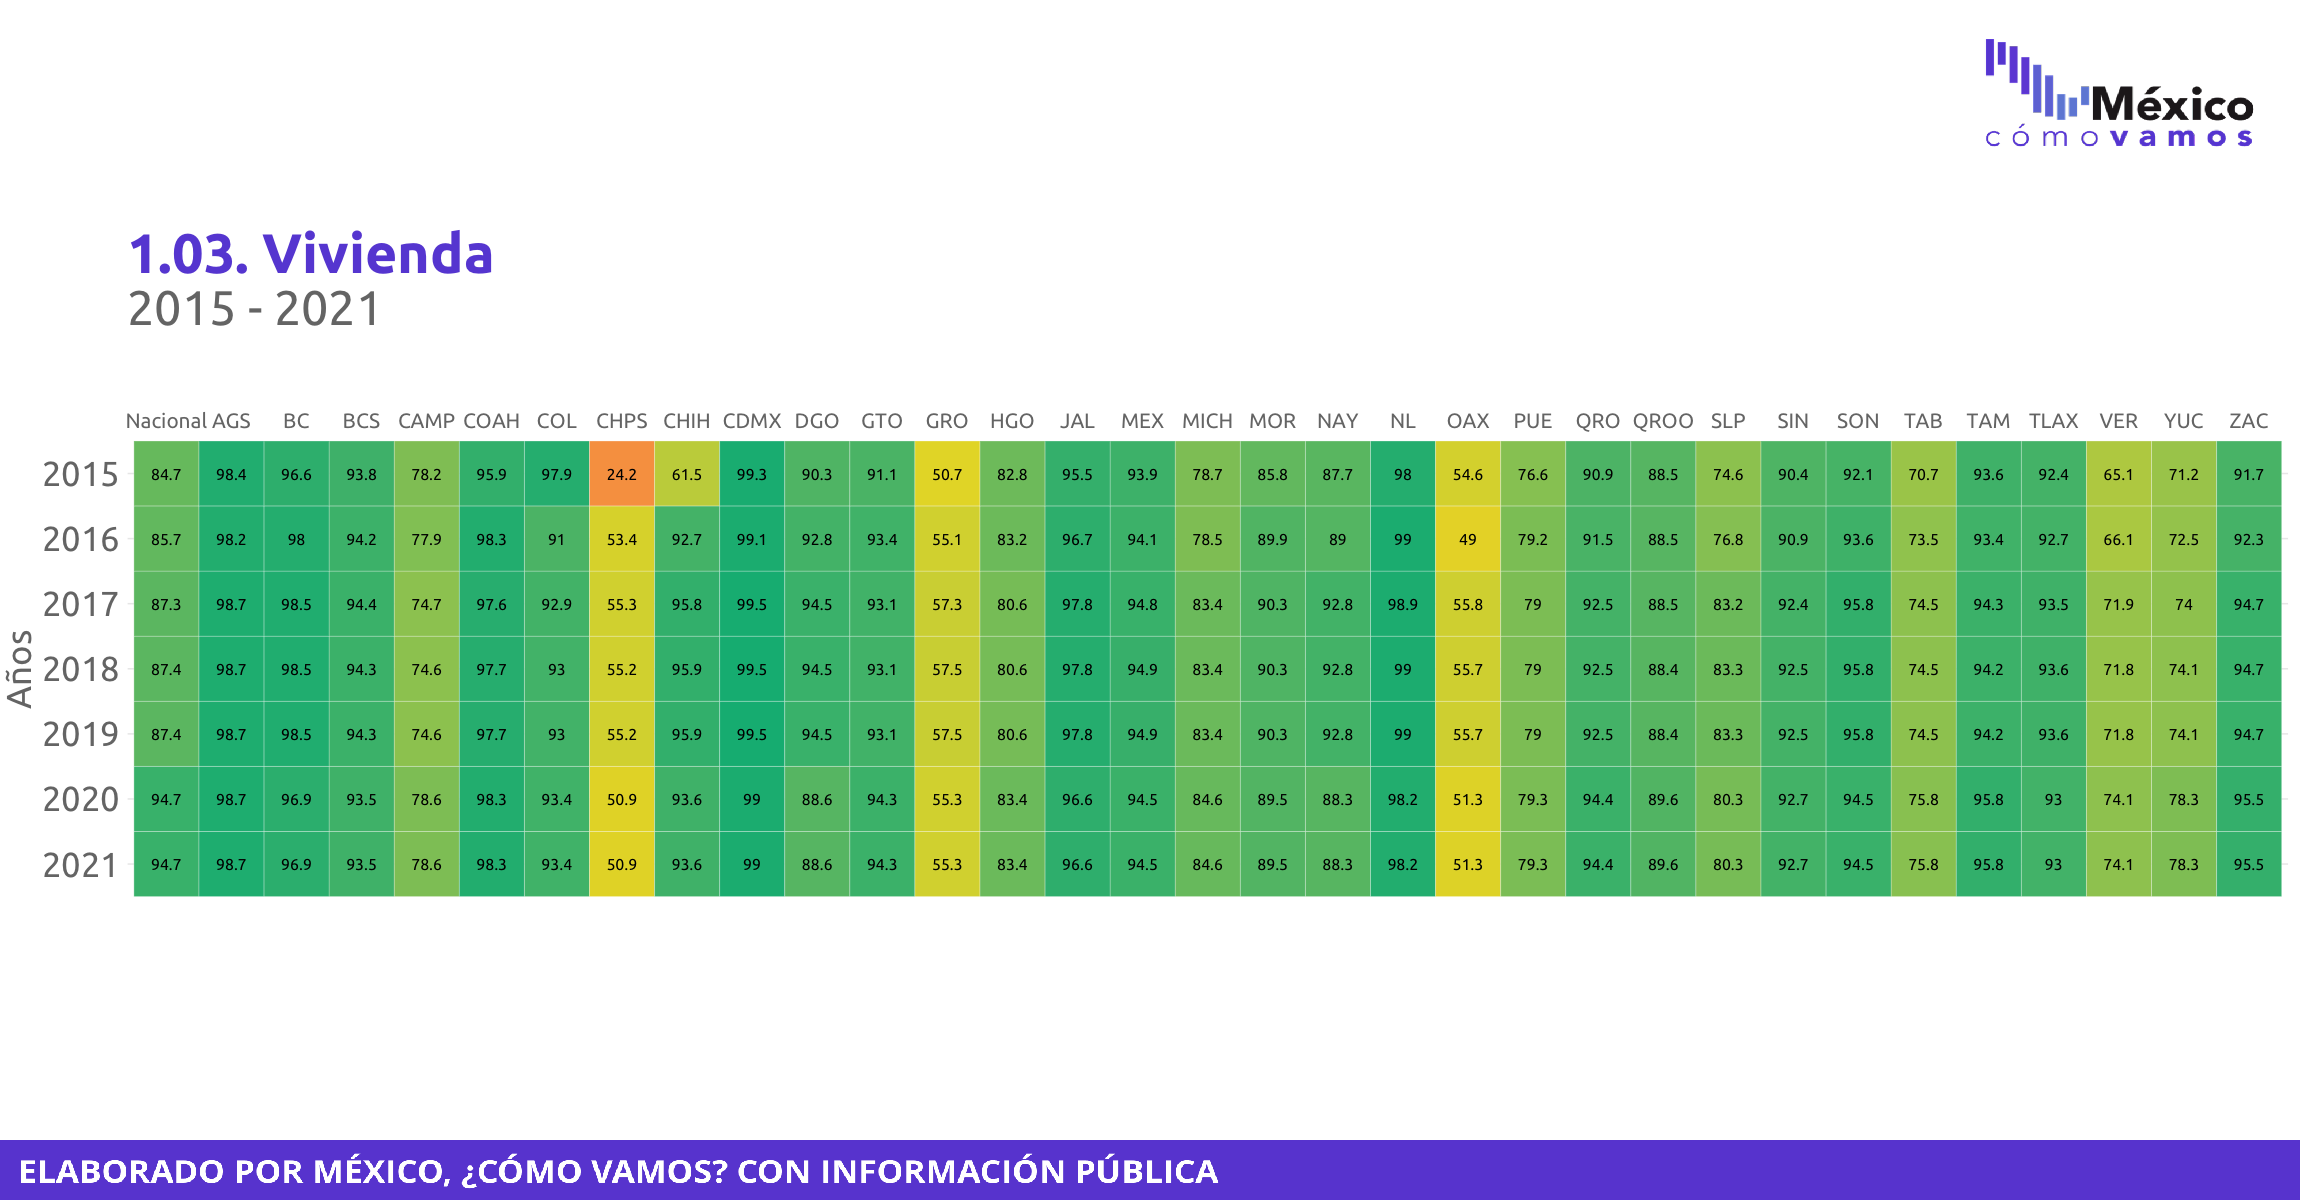 México
cómovamos
1.03. Vivienda
2015 - 2021
Nacional AGS BC BCS CAMP COAH COL CHPS CHIH CDMX DGO GTO GRO HGO JAL MEX MICH MOR NAY NL OAX PUE QRO QROO SLP SIN SON TAB TAM TLAX VER YUC ZAC
2015 84.7 98.4 96.6 93.8 78.2 95.9 97.9 24.2 61.5 99.3 90.3 91.1 50.7 82.8 95.5 93.9 78.7 85.8 87.7 98 54.6 76.6 90.9 88.5 74.6 90.4 92.1 70.7 93.6 92.4 65.1 71.2 91.7
2016 85.7 98.2 98 94.2 77.9 98.3 91 53.4 92.7 99.1 92.8 93.4 55.1 83.2 96.7 94.1 78.5 89.9 89 99 49 79.2 91.5 88.5 76.8 90.9 93.6 73.5 93.4 92.7 66.1 72.5 92.3
2017 87.3 98.7 98.5 94.4 74.7 97.6 92.9 55.3 95.8 99.5 94.5 93.1 57.3 80.6 97.8 94.8 83.4 90.3 92.8 98.9 55.8 79 92.5 88.5 83.2 92.4 95.8 74.5 94.3 93.5 71.9 74 94.7
Años
2018 87.4 98.7 98.5 94.3 74.6 97.7 93 55.2 95.9 99.5 94.5 93.1 57.5 80.6 97.8 94.9 83.4 90.3 92.8 99 55.7 79 92.5 88.4 83.3 92.5 95.8 74.5 94.2 93.6 71.8 74.1 94.7
2019 87.4 98.7 98.5 94.3 74.6 97.7 93 55.2 95.9 99.5 94.5 93.1 57.5 80.6 97.8 94.9 83.4 90.3 92.8 99 55.7 79 92.5 88.4 83.3 92.5 95.8 74.5 94.2 93.6 71.8 74.1 94.7
2020 94.7 98.7 96.9 93.5 78.6 98.3 93.4 50.9 93.6 99 88.6 94.3 55.3 83.4 96.6 94.5 84.6 89.5 88.3 98.2 51.3 79.3 94.4 89.6 80.3 92.7 94.5 75.8 95.8 93 74.1 78.3 95.5
2021 94.7 98.7 96.9 93.5 78.6 98.3 93.4 50.9 93.6 99 88.6 94.3 55.3 83.4 96.6 94.5 84.6 89.5 88.3 98.2 51.3 79.3 94.4 89.6 80.3 92.7 94.5 75.8 95.8 93 74.1 78.3 95.5
ELABORADO POR MÉXICO, ¿CÓMO VAMOS? CON INFORMACIÓN PÚBLICA